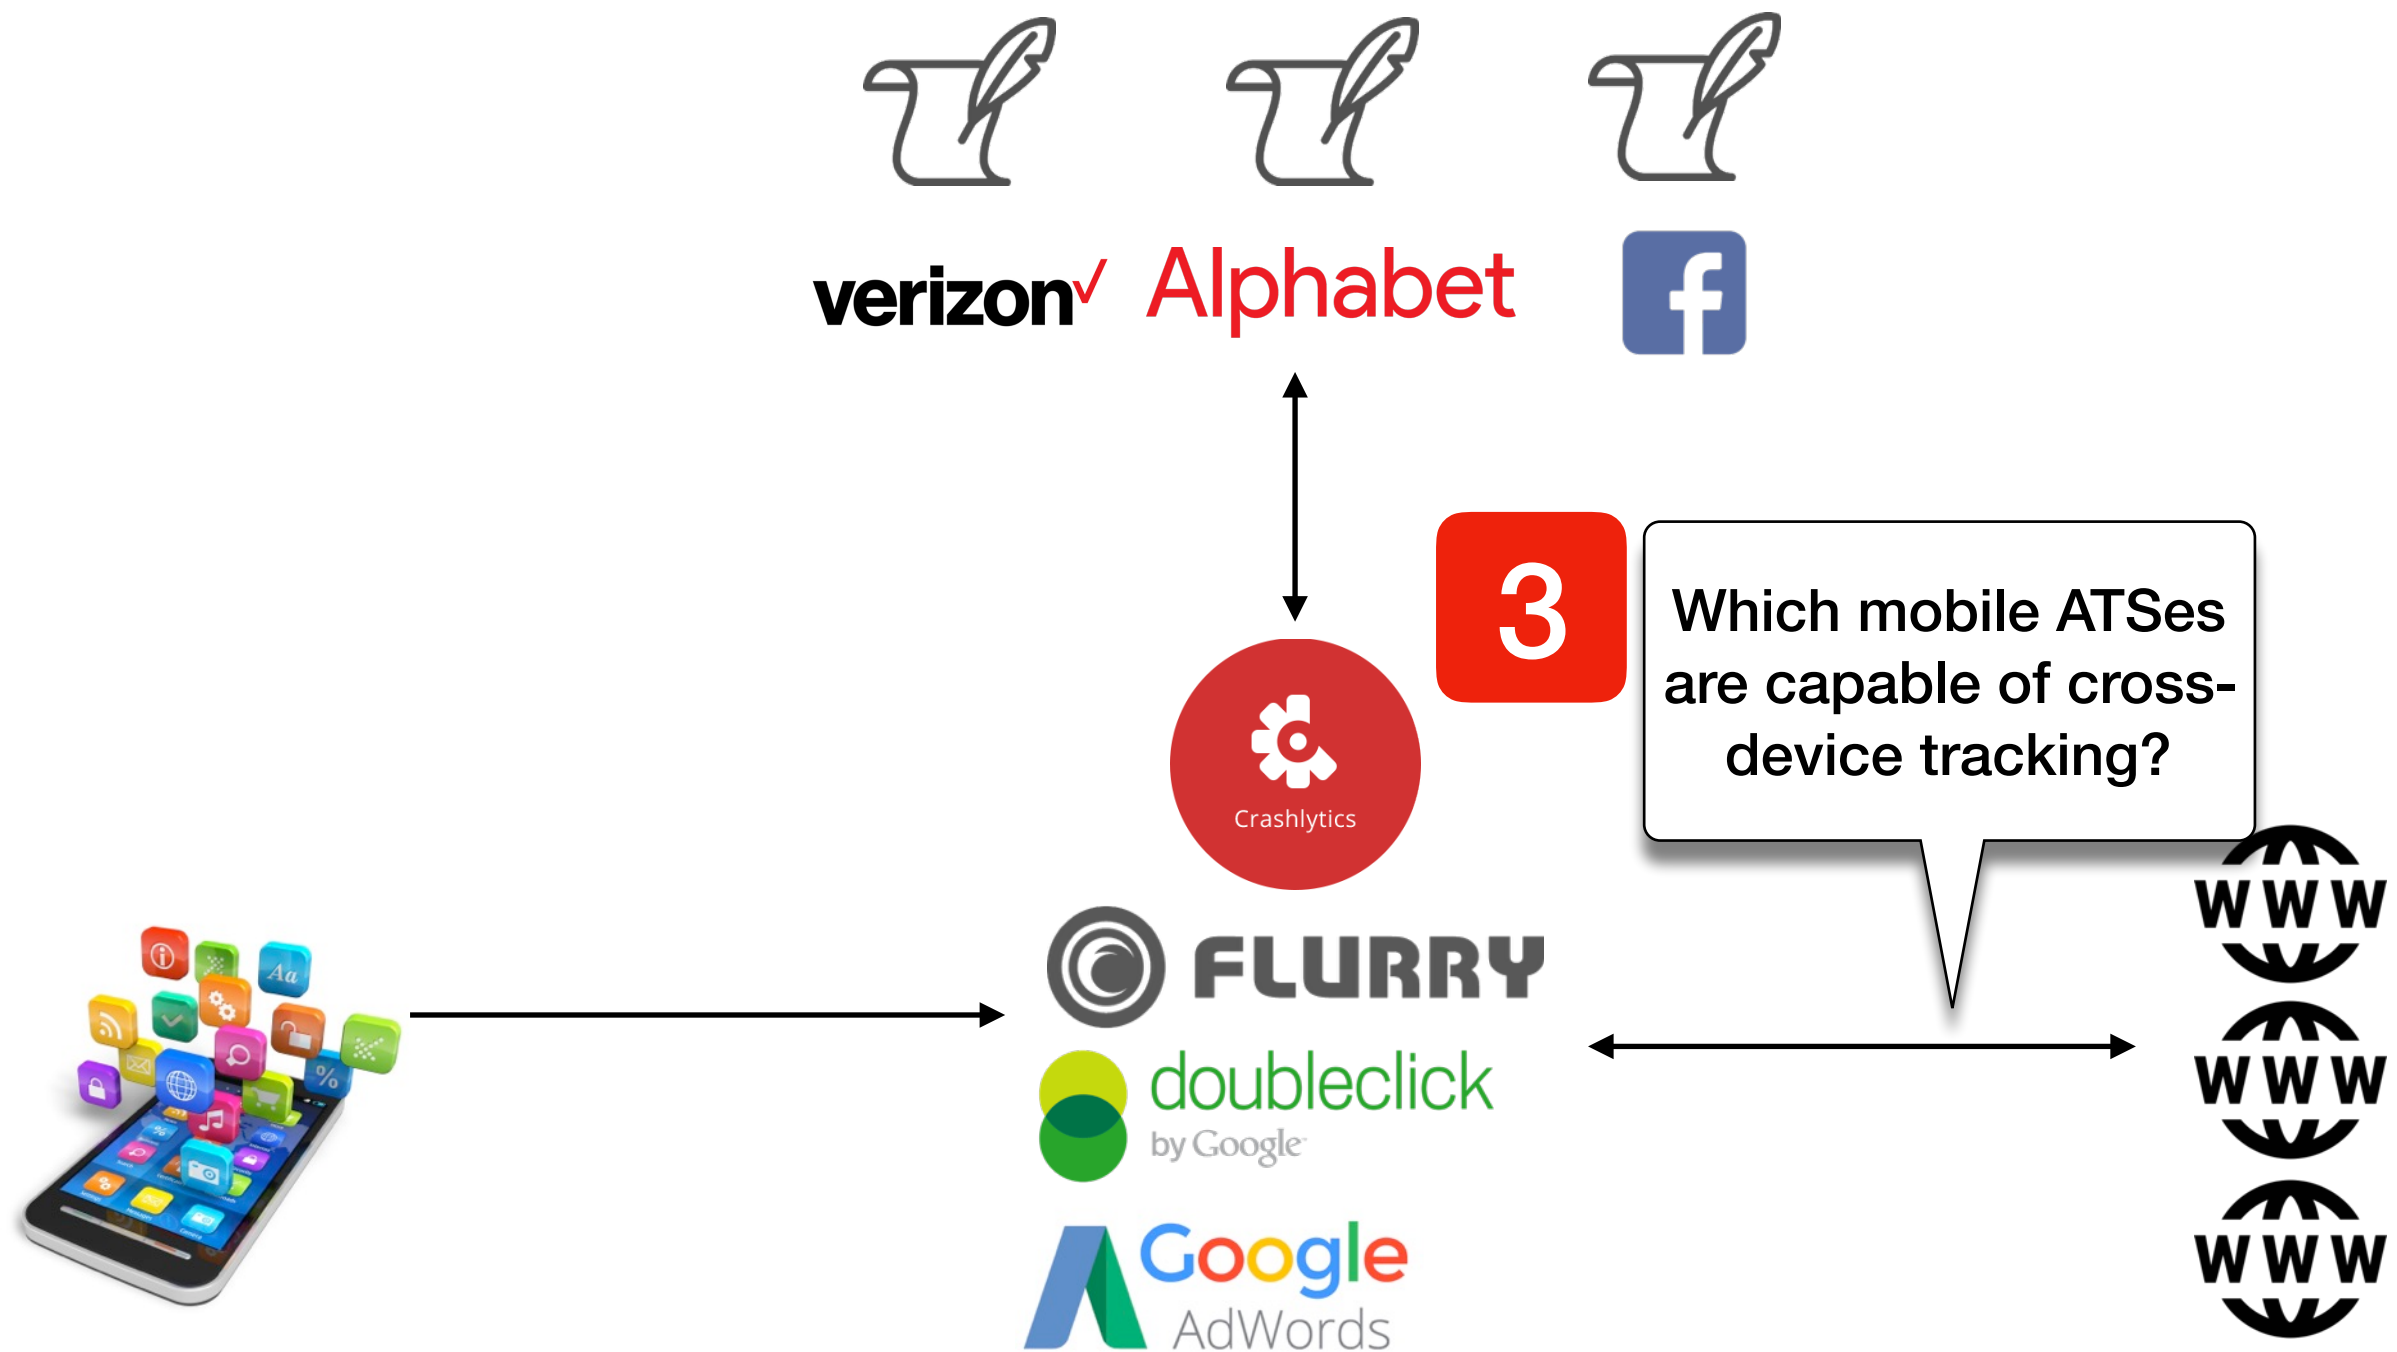 verizon
Alphabet
f
3
Which mobile ATSes
are capable of cross-
device tracking?
Crashlytics
FLURRY
doubleclick
by Google
Google
AdWords
Aa
%
%
WWW
WWW
WWW